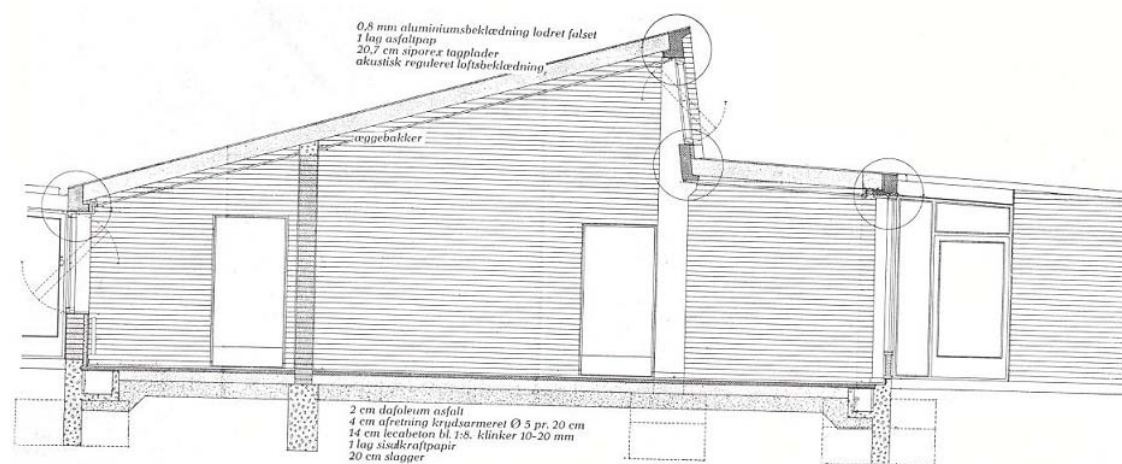 0,8 mm aluminiumsbeklædning lodret falset
1 lag asfaltpap
20,7 cm siporex tagplader
akustisk reguleret loftsbeklædning,
æggebakker
2 cm dafoleum asfalt
4 cm afretning krydsarmeret Ø 5 pr. 20 cm
14 cm lecabeton bl. 1:8. klinker 10-20 mm
1 lag sisalkraftpapir
20 cm slagger